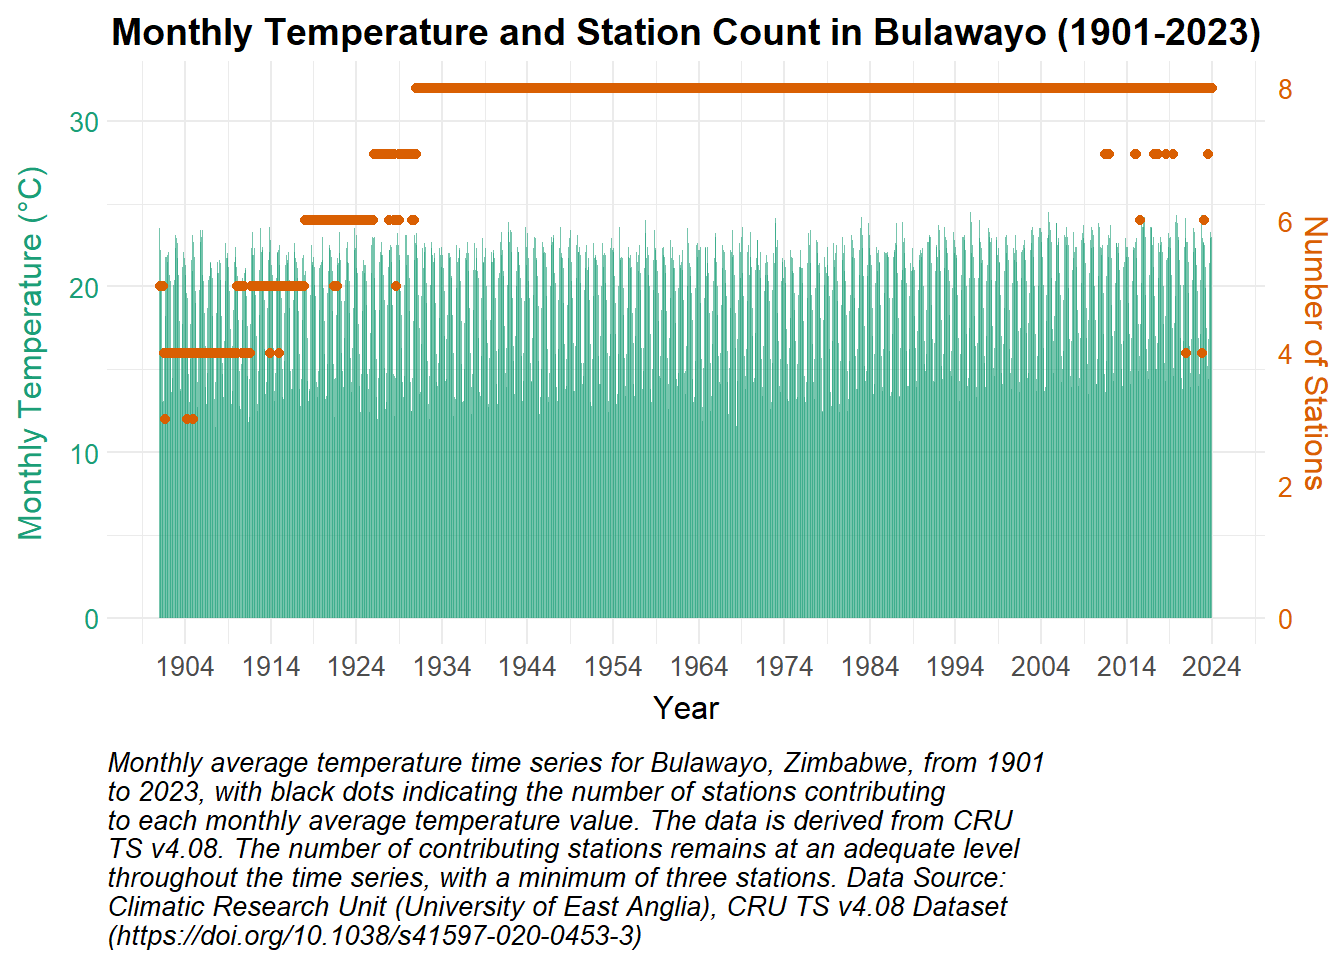 Monthly Temperature and Station Count in Bulawayo (1901-2023)
Monthly Temperature (°C)
30
20
10
0
8
6
4
2
0
Number of Stations
1904 1914 1924 1934 1944 1954 1964 1974 1984 1994 2004 2014 2024
Year
Monthly average temperature time series for Bulawayo, Zimbabwe, from 1901
to 2023, with black dots indicating the number of stations contributing
to each monthly average temperature value. The data is derived from CRU
TS v4.08. The number of contributing stations remains at an adequate level
throughout the time series, with a minimum of three stations. Data Source:
Climatic Research Unit (University of East Anglia), CRU TS v4.08 Dataset
(https://doi.org/10.1038/s41597-020-0453-3)